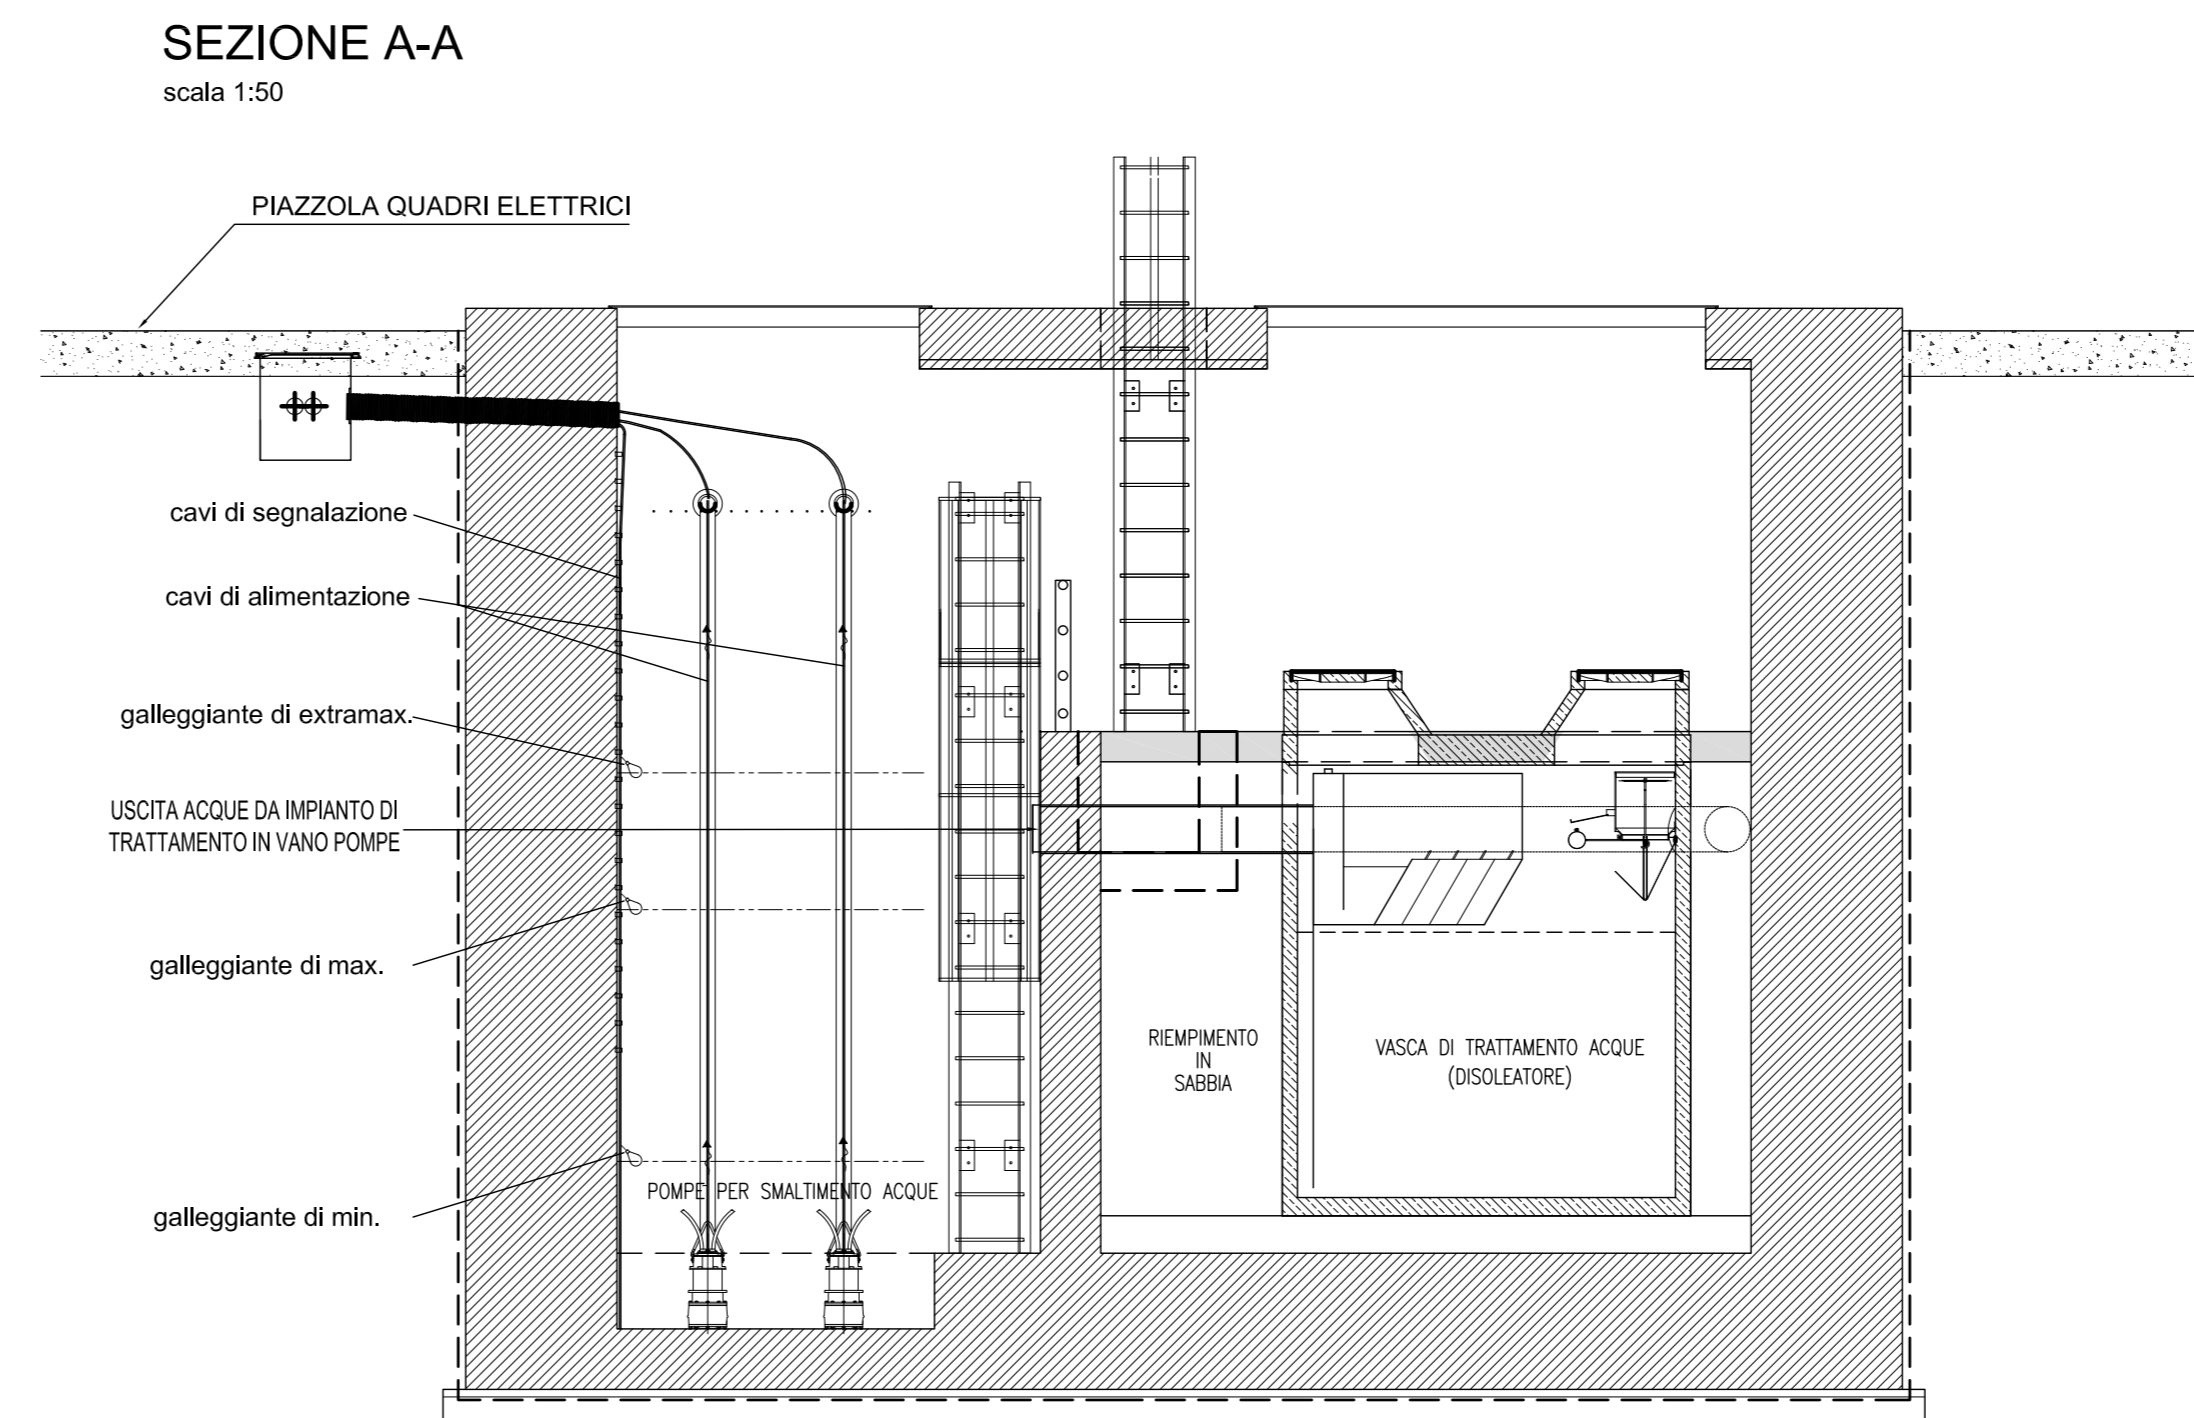 SEZIONE A-A
scala 1:50
PIAZZOLA QUADRI ELETTRICI
cavi di segnalazione
cavi di alimentazione
galleggiante di extramax.
USCITA ACQUE DA IMPIANTO DI
TRATTAMENTO IN VANO POMPE
galleggiante di max.
RIEMPIMENTO
IN
SABBIA
VASCA DI TRATTAMENTO ACQUE
(DISOLEATORE)
POMPE PER SMALTIMENTO ACQUE
galleggiante di min.